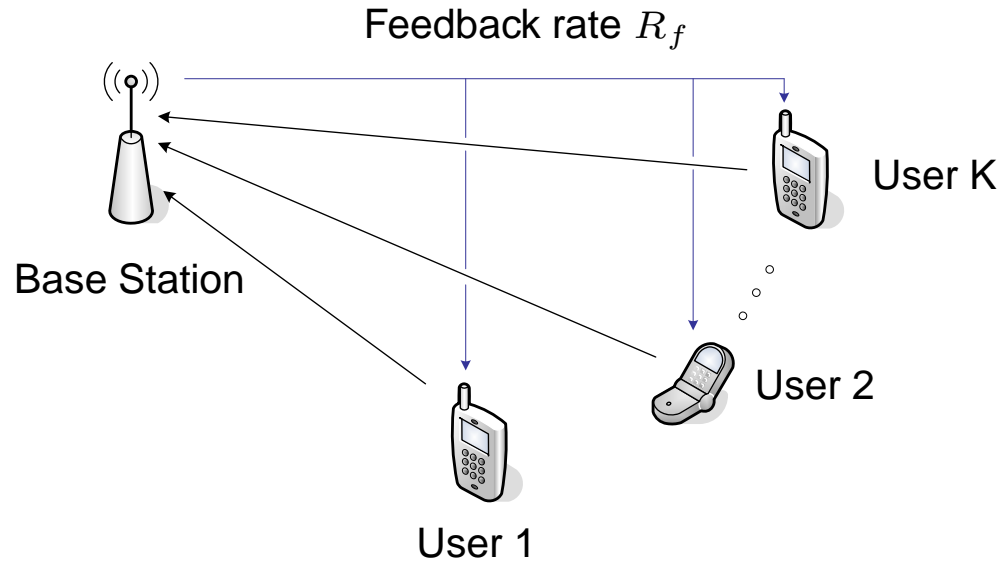 Feedback rate R_f
User K
Base Station
User 2
User 1